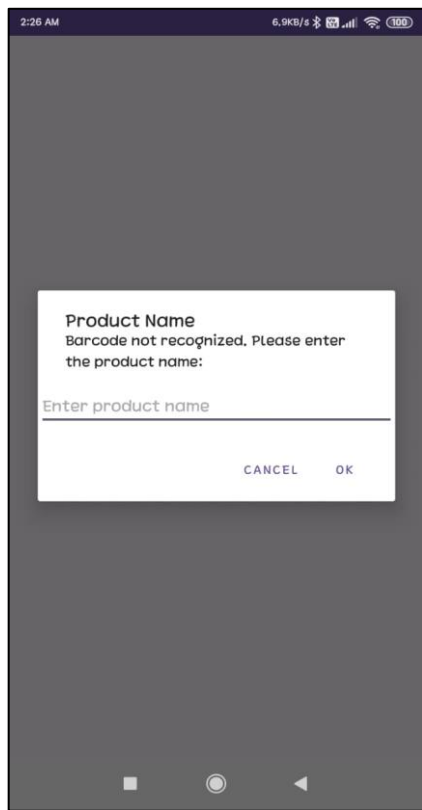 2:26 AM 6.9KB/s 100
Product Name
Barcode not recognized. Please enter
the product name:
Enter product name
CANCEL OK